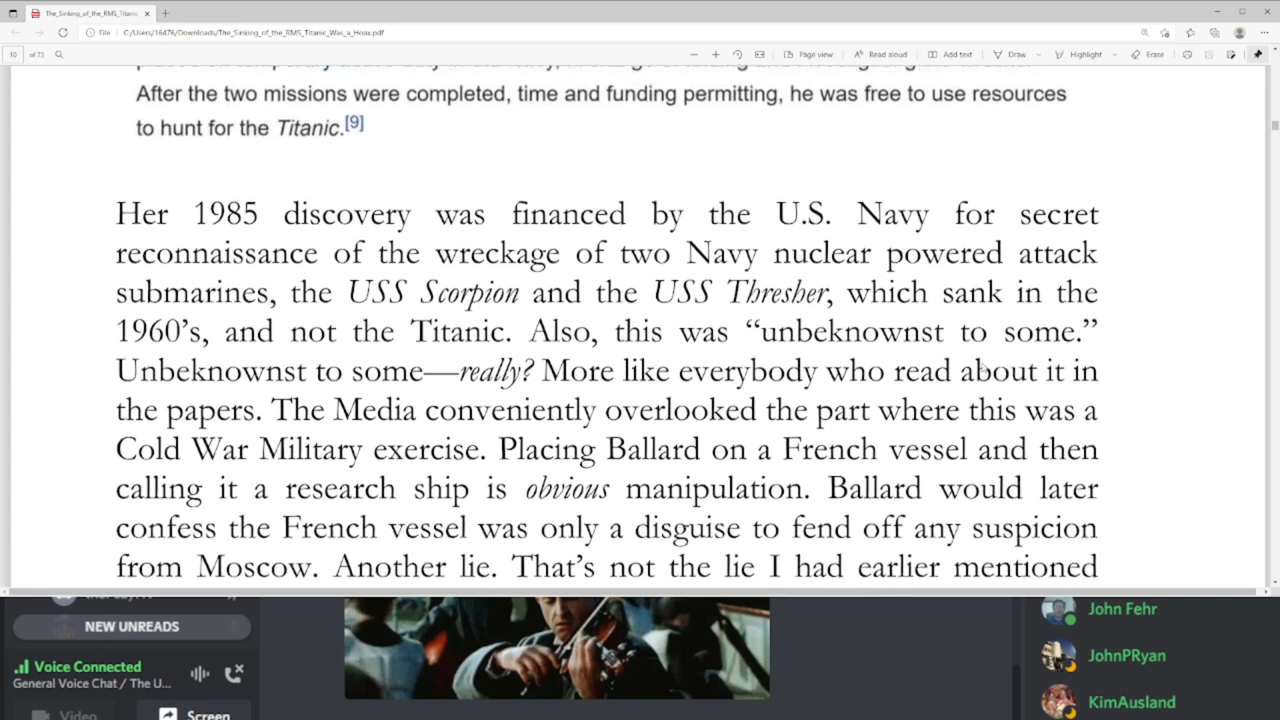 The_Sinking_of_the_RMS_Titanic
File C:/Users/16476/Downloads/The_Sinking_of_the_RMS_Titanic_Was_a_Hoax.pdf
10 of 73 Page view Read aloud Add text Draw Highlight Erase
After the two missions were completed, time and funding permitting, he was free to use resources
to hunt for the Titanic.[9]
Her 1985 discovery was financed by the U.S. Navy for secret
reconnaissance of the wreckage of two Navy nuclear powered attack
submarines, the USS Scorpion and the USS Thresher, which sank in the
1960’s, and not the Titanic. Also, this was “unbeknownst to some.”
Unbeknownst to some—really? More like everybody who read about it in
the papers. The Media conveniently overlooked the part where this was a
Cold War Military exercise. Placing Ballard on a French vessel and then
calling it a research ship is obvious manipulation. Ballard would later
confess the French vessel was only a disguise to fend off any suspicion
from Moscow. Another lie. That’s not the lie I had earlier mentioned
NEW UNREADS
Voice Connected
General Voice Chat / The U...
Video Screen
John Fehr
JohnPRyan
KimAusland